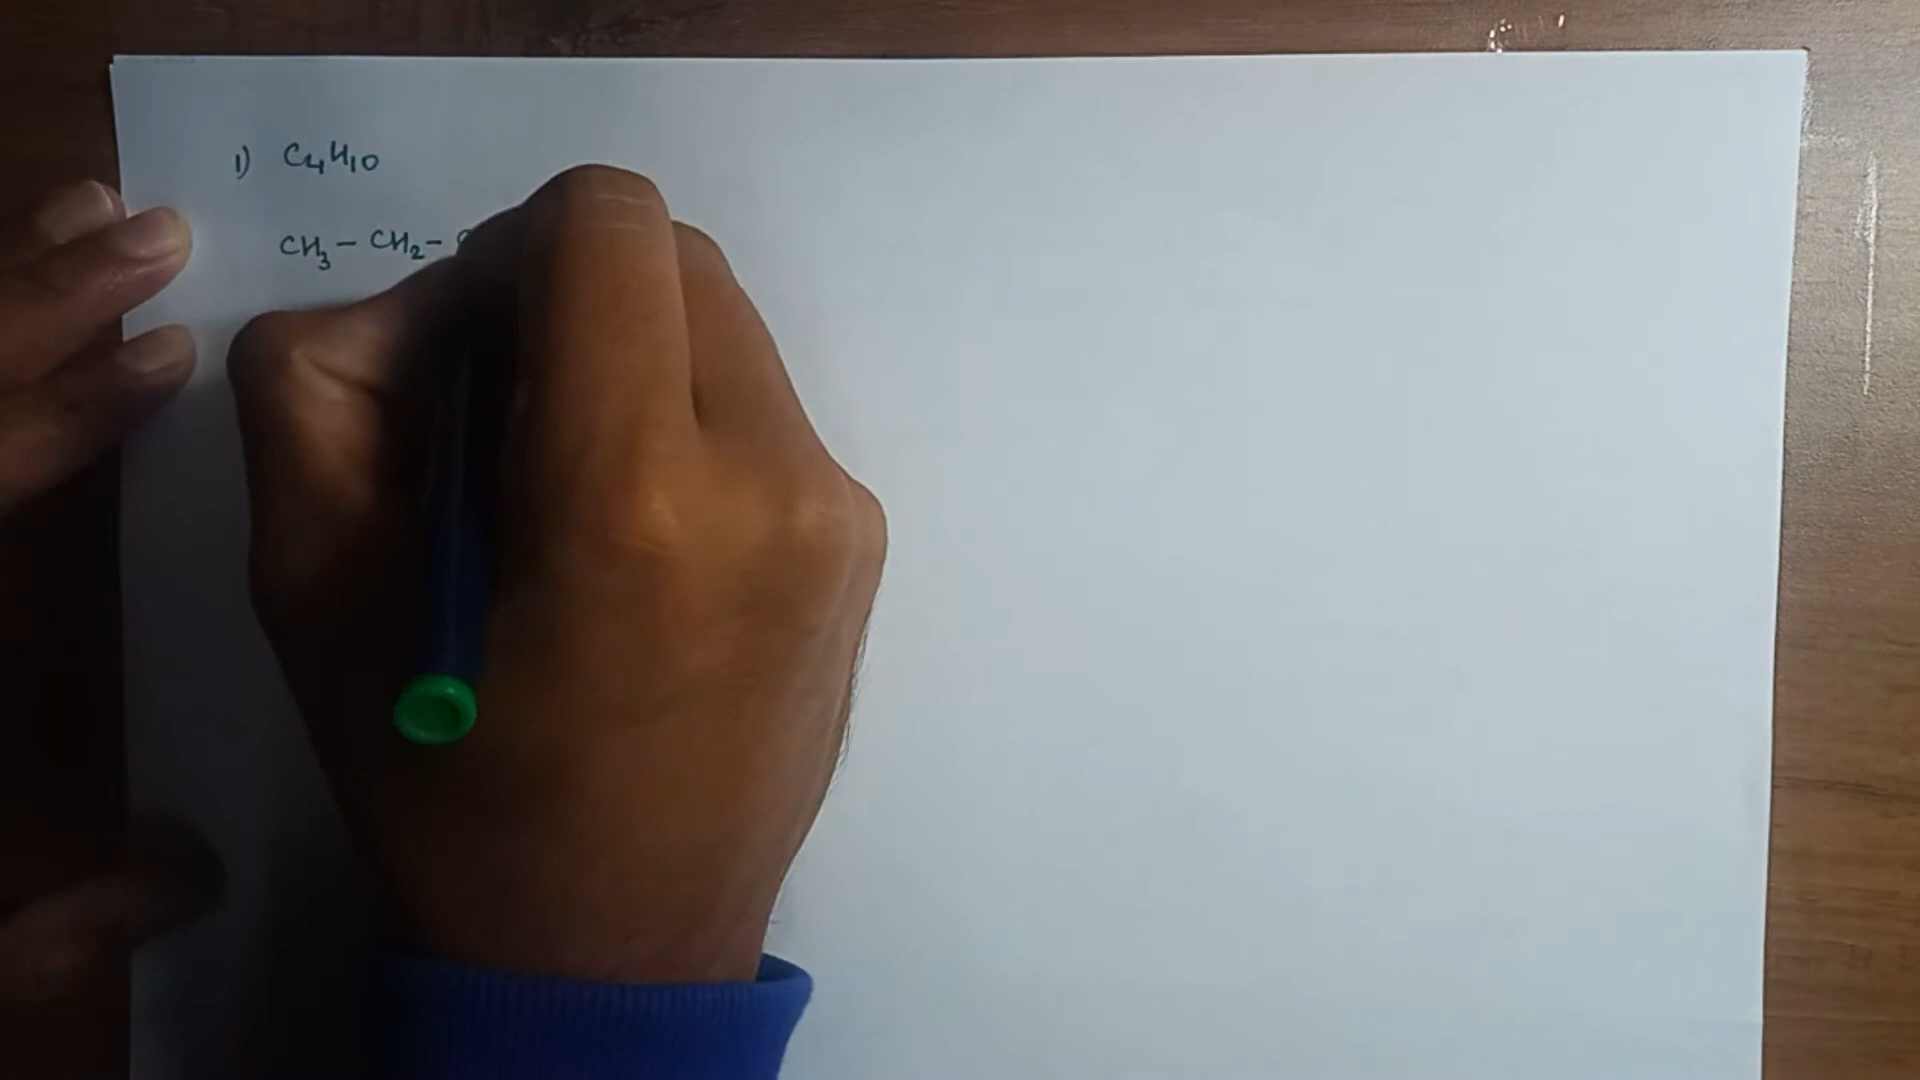 1) C₄H₁₀
CH₃ – CH₂ –